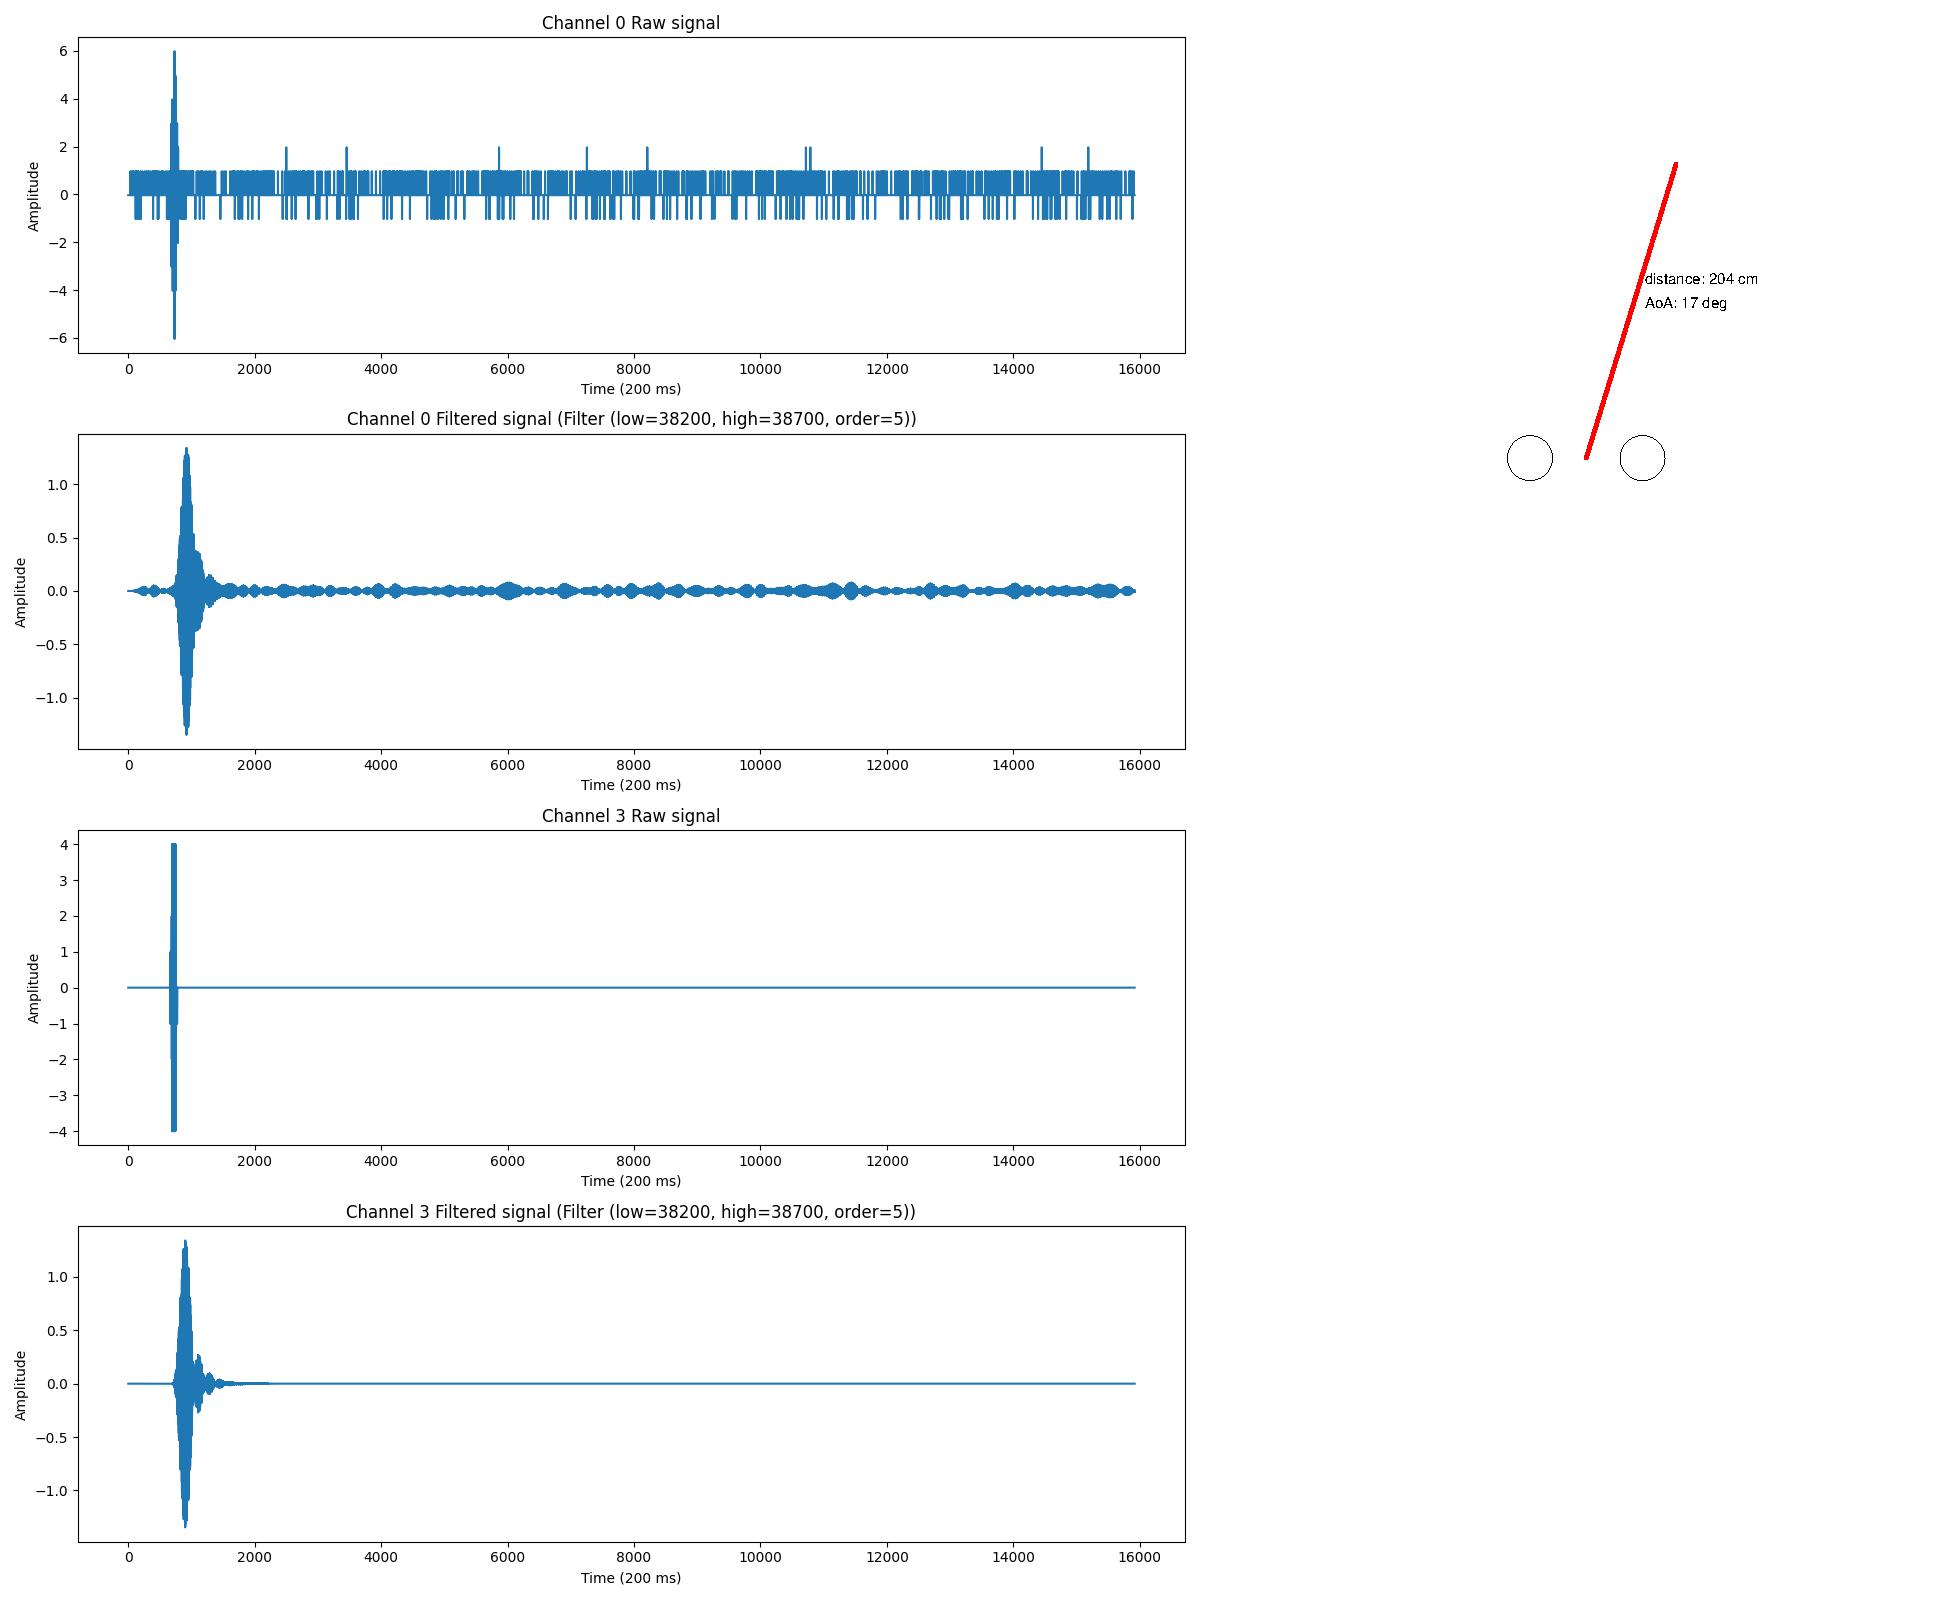 Channel 0 Raw signal
Amplitude
6
4
2
0
−2
−4
−6
0 2000 4000 6000 8000 10000 12000 14000 16000
Time (200 ms)
Channel 0 Filtered signal (Filter (low=38200, high=38700, order=5))
Amplitude
1.0
0.5
0.0
−0.5
−1.0
0 2000 4000 6000 8000 10000 12000 14000 16000
Time (200 ms)
Channel 3 Raw signal
Amplitude
4
3
2
1
0
−1
−2
−3
−4
0 2000 4000 6000 8000 10000 12000 14000 16000
Time (200 ms)
Channel 3 Filtered signal (Filter (low=38200, high=38700, order=5))
Amplitude
1.0
0.5
0.0
−0.5
−1.0
0 2000 4000 6000 8000 10000 12000 14000 16000
Time (200 ms)
distance: 204 cm
AoA: 17 deg